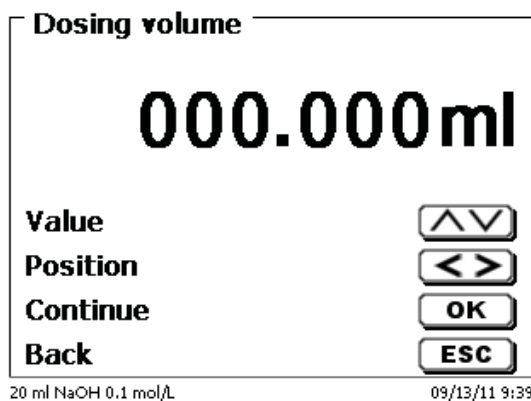 Dosing volume
000.000ml
Value
Position
Continue OK
Back ESC
20 ml NaOH 0.1 mol/L 09/13/11 9:39